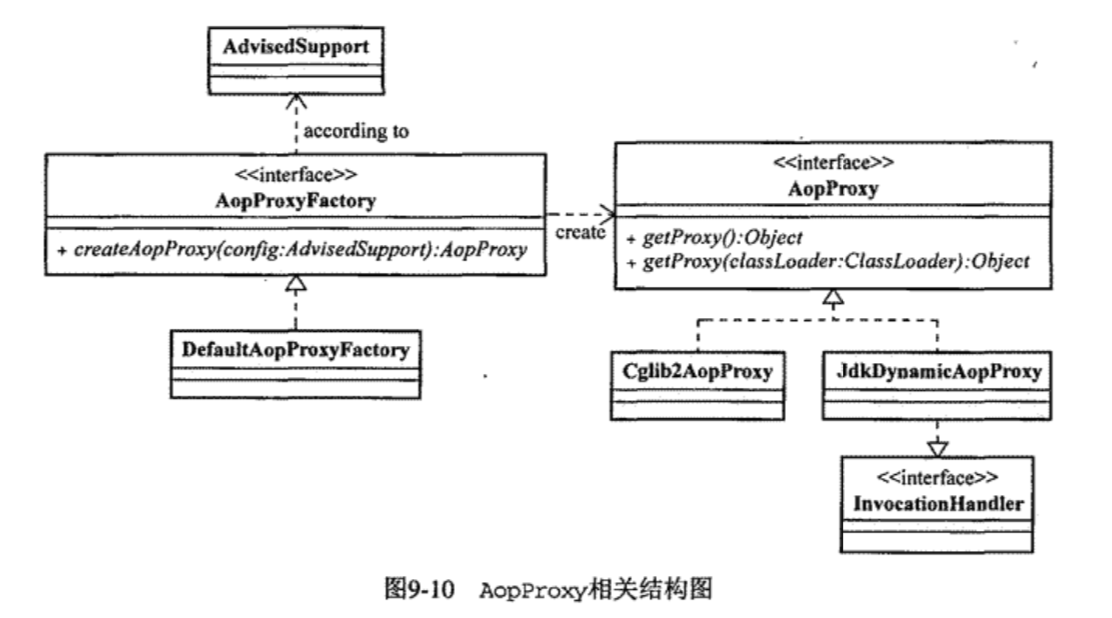 AdvisedSupport
according to
<<interface>>
AopProxyFactory
+ createAopProxy(config:AdvisedSupport):AopProxy
create
<<interface>>
AopProxy
+ getProxy():Object
+ getProxy(classLoader:ClassLoader):Object
DefaultAopProxyFactory
Cglib2AopProxy
JdkDynamicAopProxy
<<interface>>
InvocationHandler
图9-10 AopProxy相关结构图